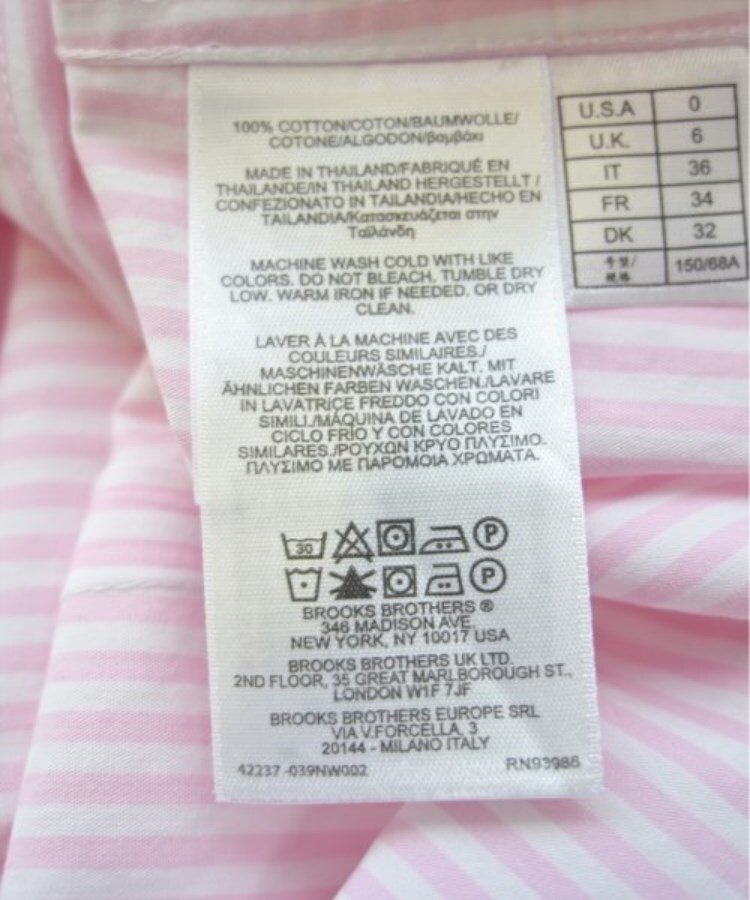 100% COTTON/COTON/BAUMWOLLE/
COTONE/ALGODON/Βαμβάκι
MADE IN THAILAND/FABRIQUÉ EN
THAILANDE/IN THAILAND HERGESTELLT /
CONFEZIONATO IN TAILANDIA/HECHO EN
TAILANDIA/Κατασκευάζεται στην
Ταϊλάνδη
MACHINE WASH COLD WITH LIKE
COLORS. DO NOT BLEACH. TUMBLE DRY
LOW. WARM IRON IF NEEDED. OR DRY
CLEAN.
LAVER À LA MACHINE AVEC DES
COULEURS SIMILAIRES./
MASCHINENWÄSCHE KALT. MIT
ÄHNLICHEN FARBEN WASCHEN./LAVARE
IN LAVATRICE FREDDO CON COLORI
SIMILI./MÁQUINA DE LAVADO EN
CICLO FRÍO Y CON COLORES
SIMILARES./ΡΟΥΧΩΝ ΚΡΥΟ ΠΛΥΣΙΜΟ.
ΠΛΥΣΙΜΟ ΜΕ ΠΑΡΟΜΟΙΑ ΧΡΩΜΑΤΑ.
30 P
P
BROOKS BROTHERS ®
346 MADISON AVE.
NEW YORK, NY 10017 USA
BROOKS BROTHERS UK LTD.
2ND FLOOR, 35 GREAT MARLBOROUGH ST.,
LONDON W1F 7JF
BROOKS BROTHERS EUROPE SRL
VIA V.FORCELLA, 3
20144 - MILANO ITALY
42237 -039NW002 RN93986
U.S.A 0
U.K. 6
IT 36
FR 34
DK 32
150/68A